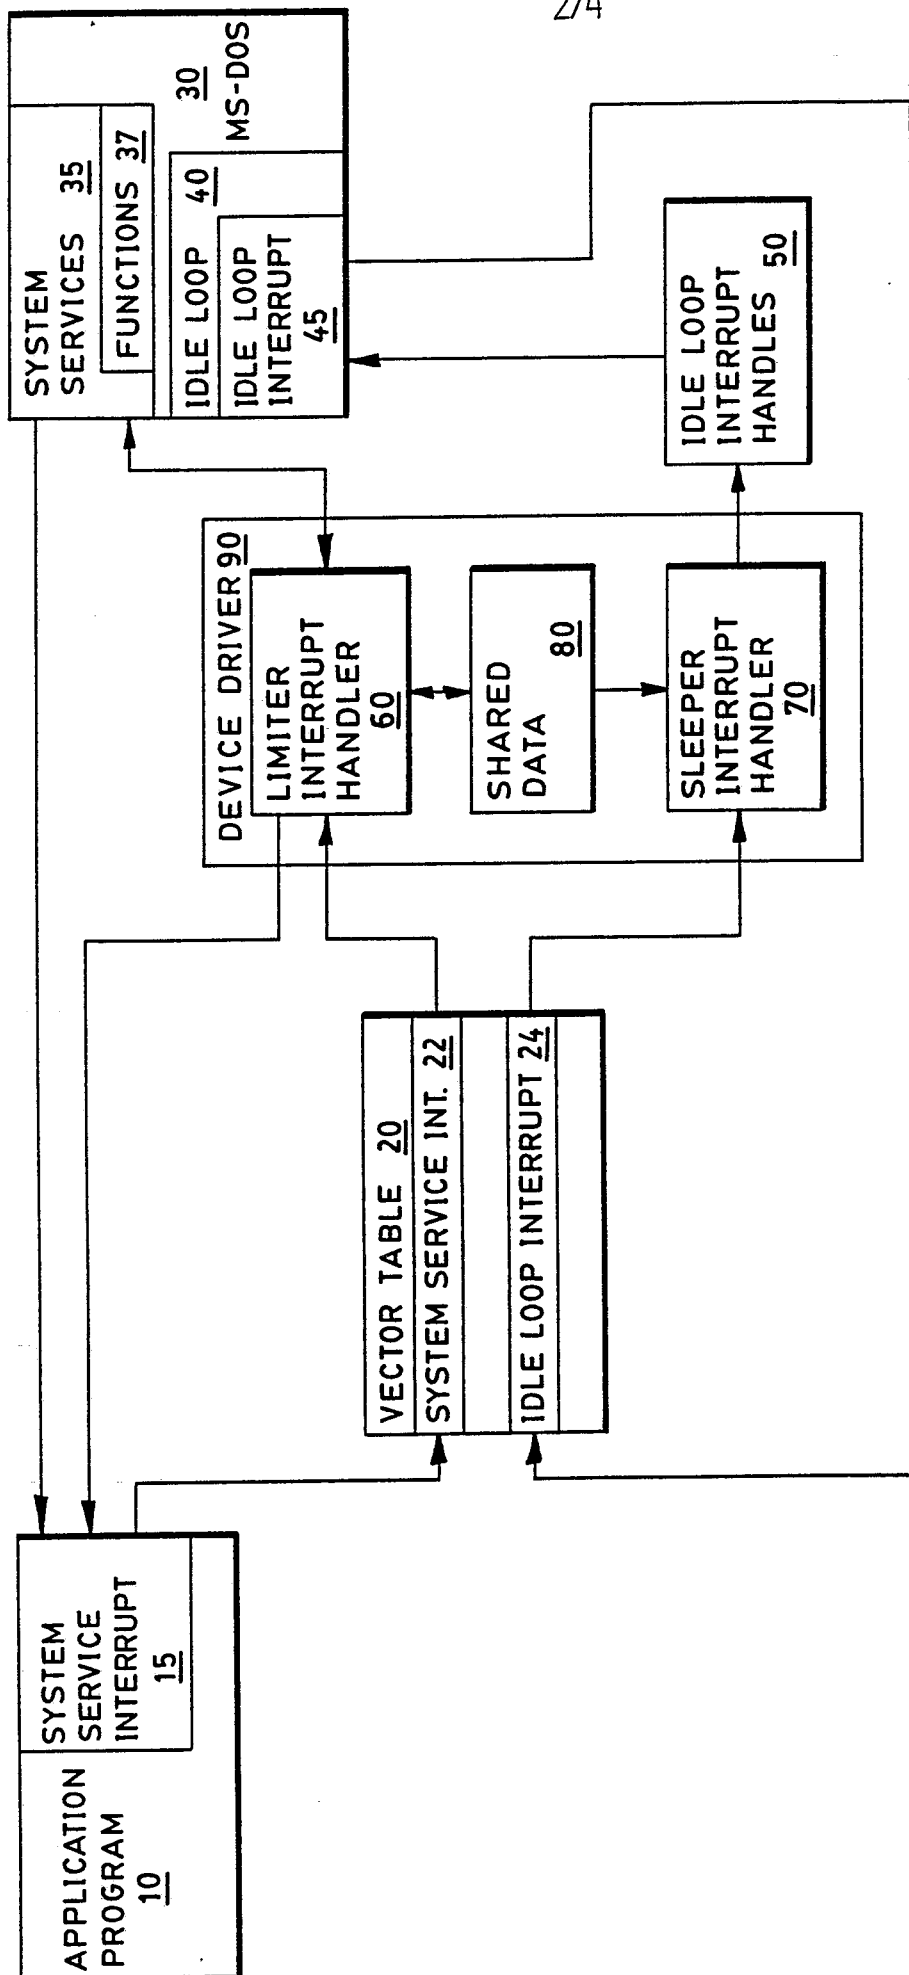 2/4
APPLICATION
PROGRAM
10
SYSTEM
SERVICE
INTERRUPT
15
VECTOR TABLE 20
SYSTEM SERVICE INT. 22
IDLE LOOP INTERRUPT 24
DEVICE DRIVER 90
LIMITER
INTERRUPT
HANDLER
60
SHARED
DATA
80
SLEEPER
INTERRUPT
HANDLER
70
SYSTEM
SERVICES 35
FUNCTIONS 37
30
MS-DOS
IDLE LOOP 40
IDLE LOOP
INTERRUPT
45
IDLE LOOP
INTERRUPT
HANDLES
50